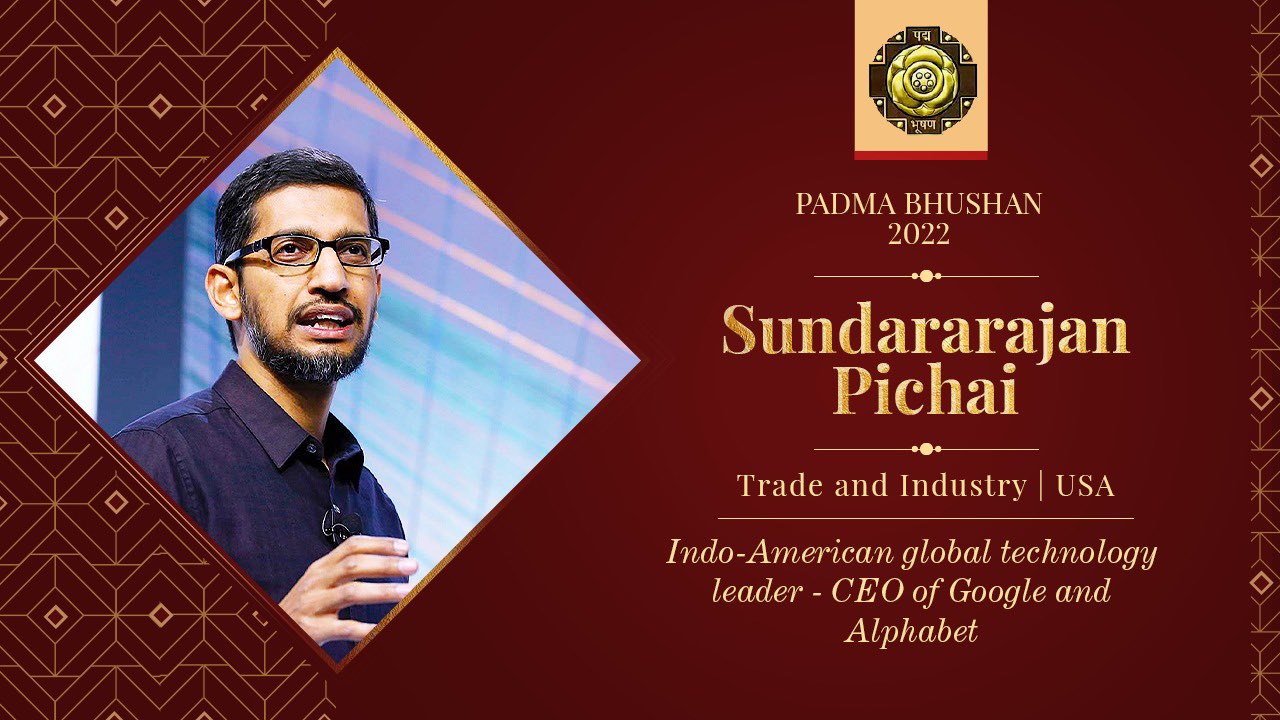 पद्म
भूषण
PADMA BHUSHAN
2022
Sundararajan
Pichai
Trade and Industry | USA
Indo-American global technology
leader - CEO of Google and
Alphabet